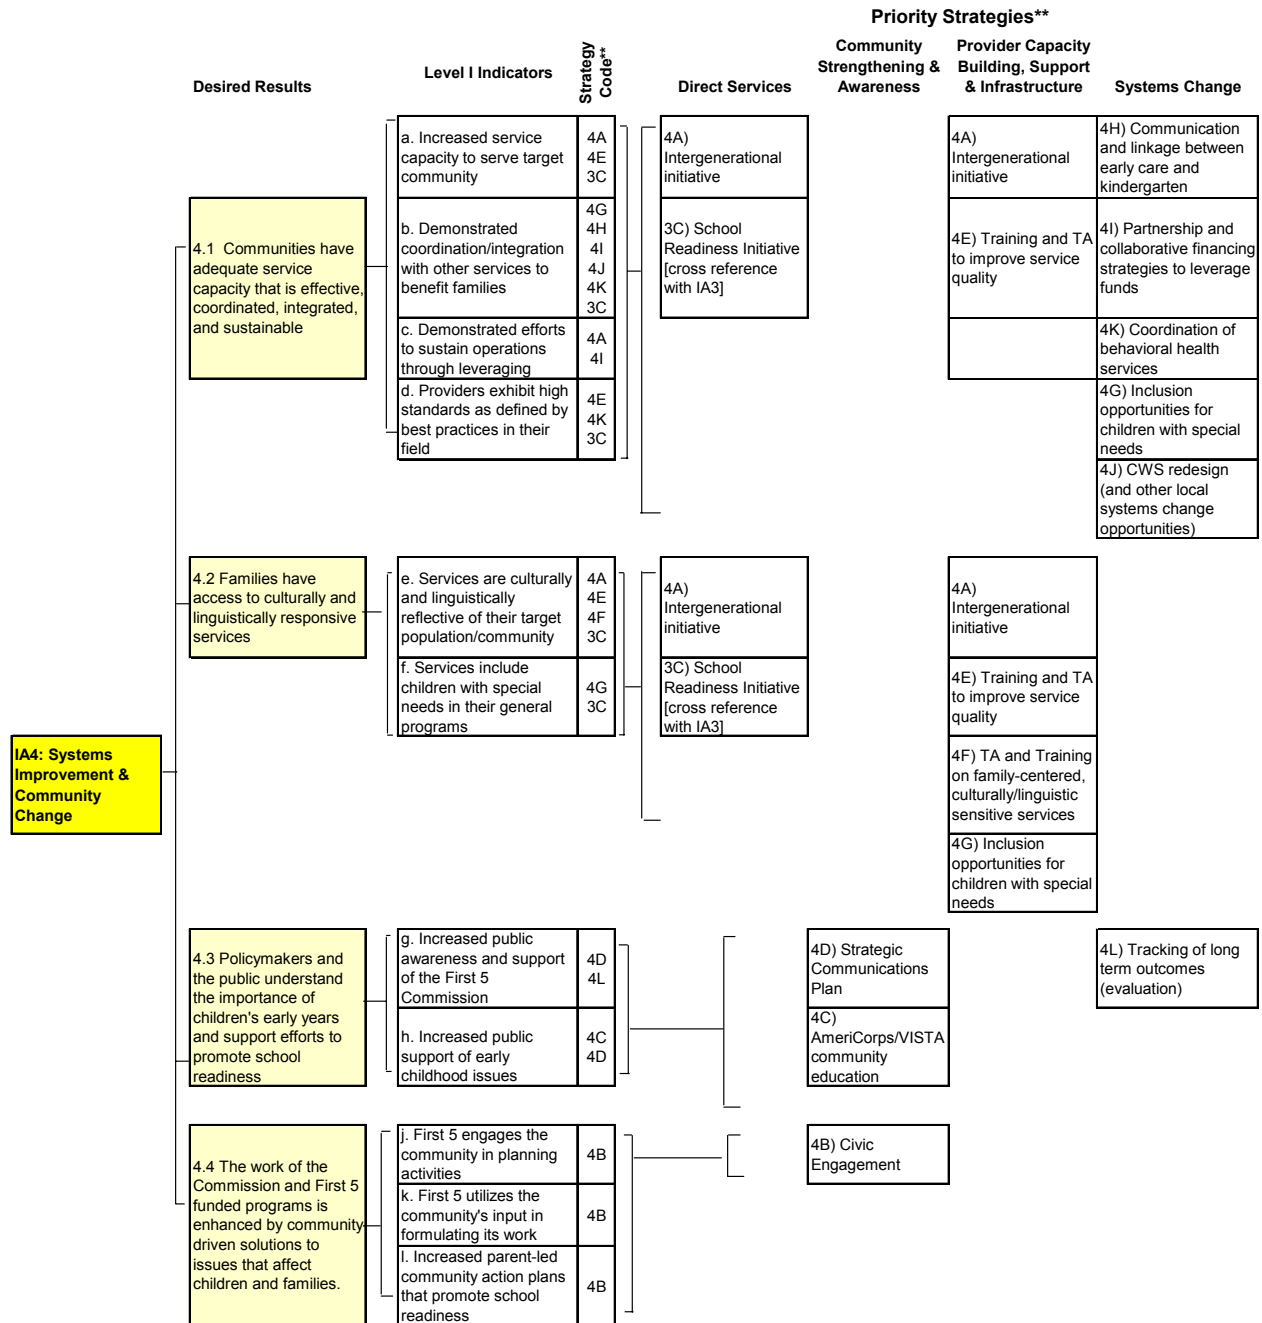 Priority Strategies**
Desired Results
Level I Indicators
Strategy
Code**
Direct Services
Community
Strengthening &
Awareness
Provider Capacity
Building, Support
& Infrastructure
Systems Change
IA4: Systems
Improvement &
Community
Change
4.1  Communities have
adequate service
capacity that is effective,
coordinated, integrated,
and sustainable
a. Increased service
capacity to serve target
community
4A
4E
3C
b. Demonstrated
coordination/integration
with other services to
benefit families
4G
4H
4I
4J
4K
3C
c. Demonstrated efforts
to sustain operations
through leveraging
4A
4I
d. Providers exhibit high
standards as defined by
best practices in their
field
4E
4K
3C
4A)
Intergenerational
initiative
3C) School
Readiness Initiative
[cross reference
with IA3]
4A)
Intergenerational
initiative
4E) Training and TA
to improve service
quality
4H) Communication
and linkage between
early care and
kindergarten
4I) Partnership and
collaborative financing
strategies to leverage
funds
4K) Coordination of
behavioral health
services
4G) Inclusion
opportunities for
children with special
needs
4J) CWS redesign
(and other local
systems change
opportunities)
4.2 Families have
access to culturally and
linguistically responsive
services
e. Services are culturally
and linguistically
reflective of their target
population/community
4A
4E
4F
3C
f. Services include
children with special
needs in their general
programs
4G
3C
4A)
Intergenerational
initiative
3C) School
Readiness Initiative
[cross reference
with IA3]
4A)
Intergenerational
initiative
4E) Training and TA
to improve service
quality
4F) TA and Training
on family-centered,
culturally/linguistic
sensitive services
4G) Inclusion
opportunities for
children with special
needs
4.3 Policymakers and
the public understand
the importance of
children's early years
and support efforts to
promote school
readiness
g. Increased public
awareness and support
of the First 5
Commission
4D
4L
h. Increased public
support of early
childhood issues
4C
4D
4D) Strategic
Communications
Plan
4C)
AmeriCorps/VISTA
community
education
4L) Tracking of long
term outcomes
(evaluation)
4.4 The work of the
Commission and First 5
funded programs is
enhanced by community-
driven solutions to
issues that affect
children and families.
j. First 5 engages the
community in planning
activities
4B
k. First 5 utilizes the
community's input in
formulating its work
4B
l. Increased parent-led
community action plans
that promote school
readiness
4B
4B) Civic
Engagement